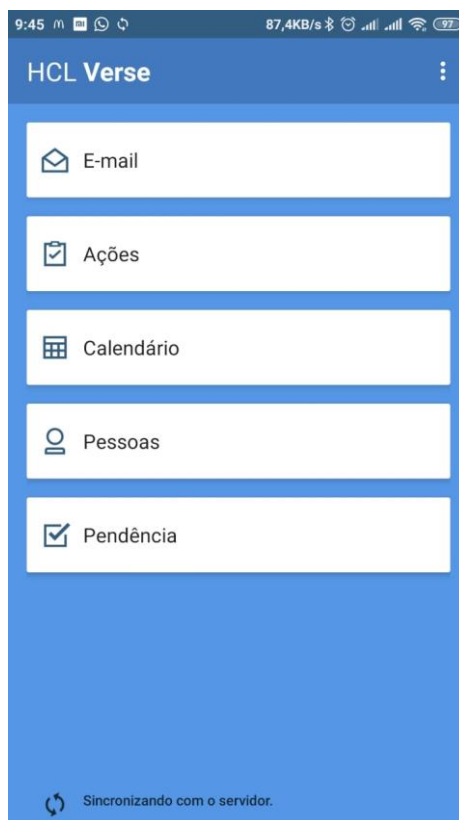 9:45 87,4KB/s 97
HCL Verse
E-mail
Ações
Calendário
Pessoas
Pendência
Sincronizando com o servidor.